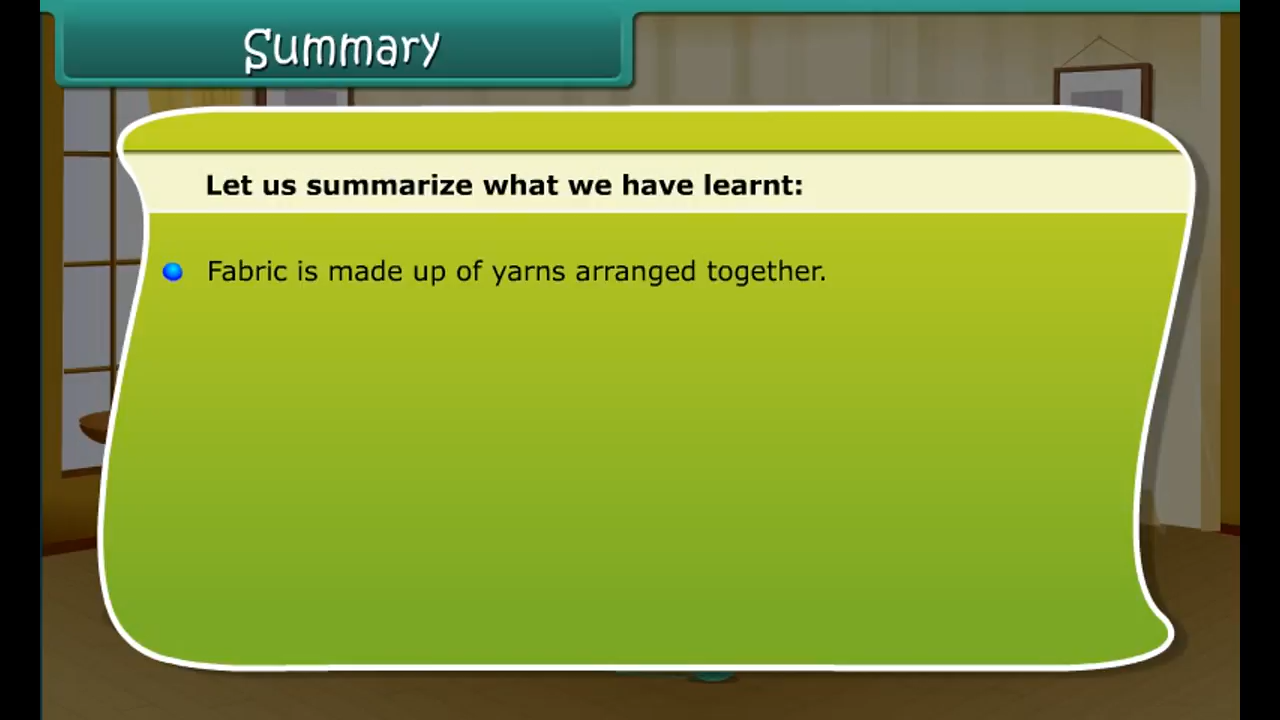 Summary
Let us summarize what we have learnt:
Fabric is made up of yarns arranged together.